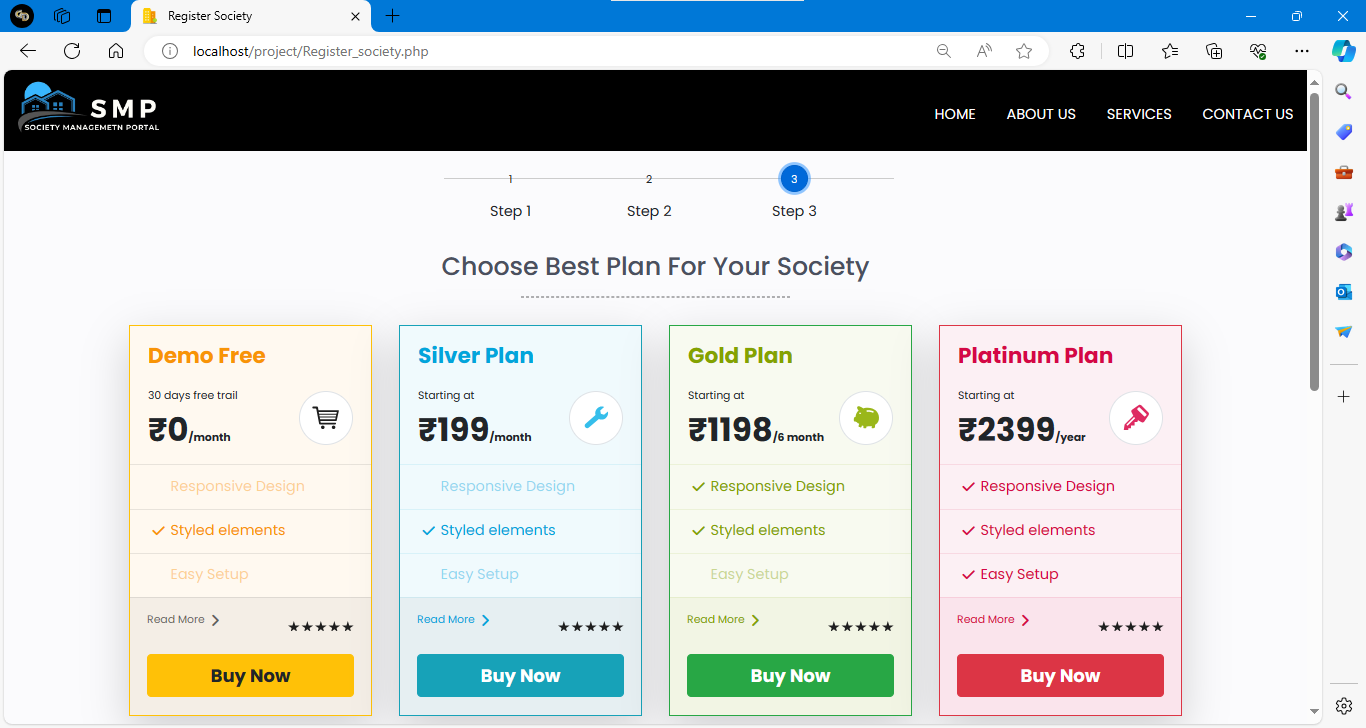 Register Society
localhost/project/Register_society.php
SMP
SOCIETY MANAGEMETN PORTAL
HOME ABOUT US SERVICES CONTACT US
1 2 3
Step 1 Step 2 Step 3
Choose Best Plan For Your Society
Demo Free
30 days free trail
₹0/month
Responsive Design
Styled elements
Easy Setup
Read More
★★★★★
Buy Now
Silver Plan
Starting at
₹199/month
Responsive Design
Styled elements
Easy Setup
Read More
★★★★★
Buy Now
Gold Plan
Starting at
₹1198/6 month
Responsive Design
Styled elements
Easy Setup
Read More
★★★★★
Buy Now
Platinum Plan
Starting at
₹2399/year
Responsive Design
Styled elements
Easy Setup
Read More
★★★★★
Buy Now